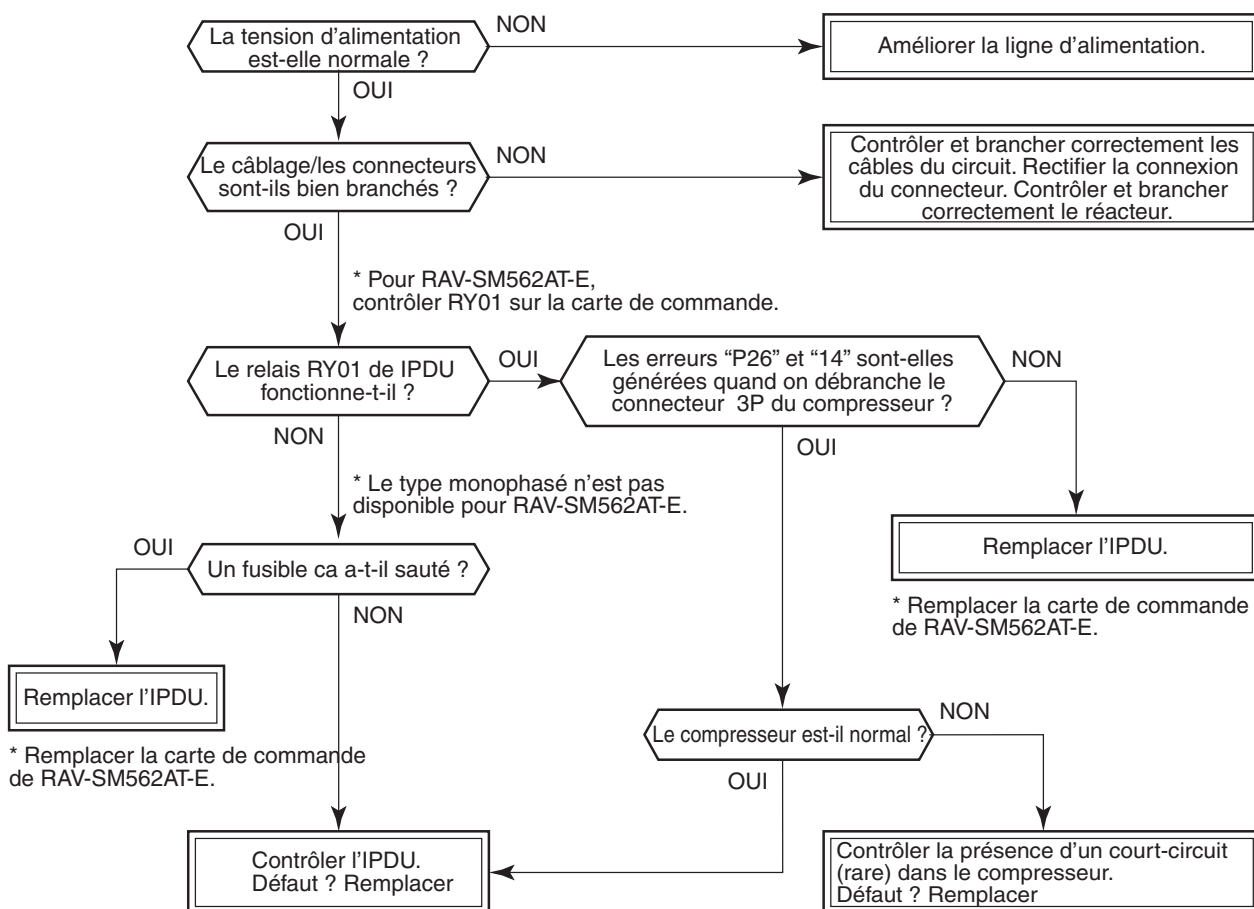 La tension d’alimentation
est-elle normale ?
NON
Améliorer la ligne d’alimentation.
OUI
Le câblage/les connecteurs
sont-ils bien branchés ?
NON
Contrôler et brancher correctement les
câbles du circuit. Rectifier la connexion
du connecteur. Contrôler et brancher
correctement le réacteur.
OUI
* Pour RAV-SM562AT-E,
contrôler RY01 sur la carte de commande.
Le relais RY01 de IPDU
fonctionne-t-il ?
OUI
Les erreurs “P26” et “14” sont-elles
générées quand on débranche le
connecteur 3P du compresseur ?
NON
NON
OUI
* Le type monophasé n’est pas
disponible pour RAV-SM562AT-E.
Remplacer l’IPDU.
* Remplacer la carte de commande
de RAV-SM562AT-E.
OUI
Un fusible ca a-t-il sauté ?
NON
Remplacer l’IPDU.
* Remplacer la carte de commande
de RAV-SM562AT-E.
Le compresseur est-il normal ?
NON
OUI
Contrôler l’IPDU.
Défaut ? Remplacer
Contrôler la présence d’un court-circuit
(rare) dans le compresseur.
Défaut ? Remplacer